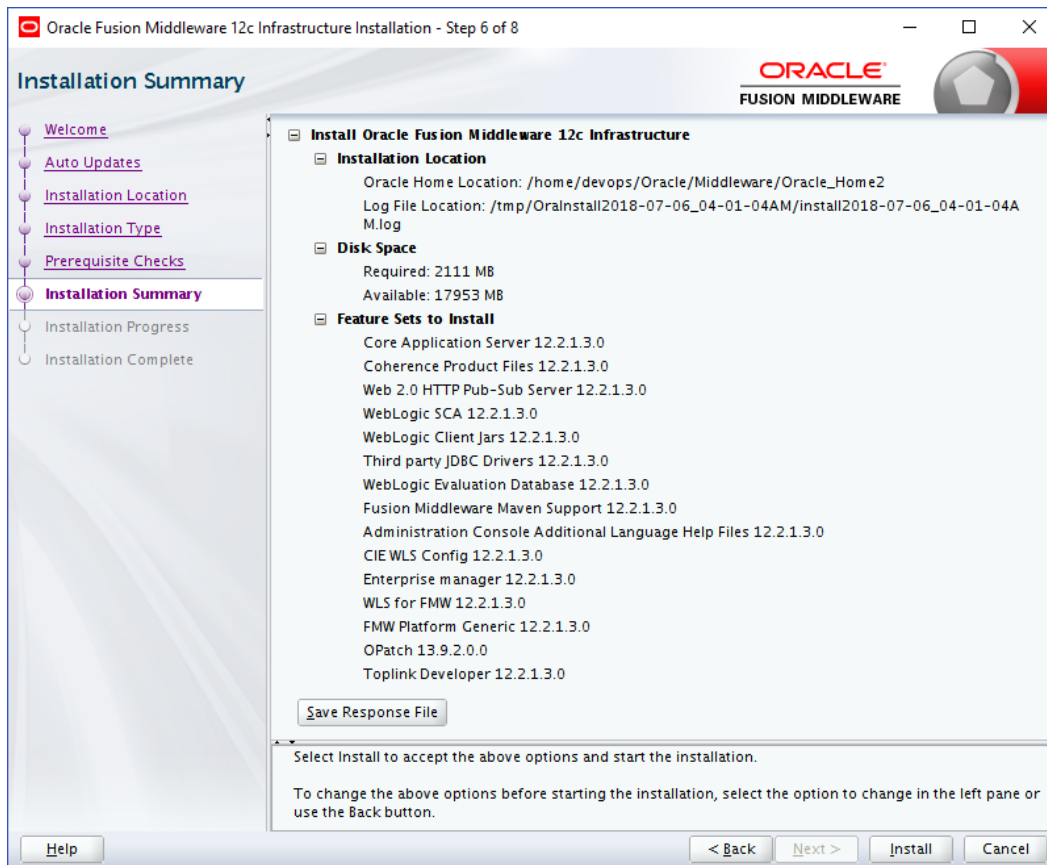 Oracle Fusion Middleware 12c Infrastructure Installation - Step 6 of 8
Installation Summary
ORACLE
FUSION MIDDLEWARE
Welcome
Auto Updates
Installation Location
Installation Type
Prerequisite Checks
Installation Summary
Installation Progress
Installation Complete
Install Oracle Fusion Middleware 12c Infrastructure
Installation Location
Oracle Home Location: /home/devops/Oracle/Middleware/Oracle_Home2
Log File Location: /tmp/OraInstall2018-07-06_04-01-04AM/install2018-07-06_04-01-04A
M.log
Disk Space
Required: 2111 MB
Available: 17953 MB
Feature Sets to Install
Core Application Server 12.2.1.3.0
Coherence Product Files 12.2.1.3.0
Web 2.0 HTTP Pub-Sub Server 12.2.1.3.0
WebLogic SCA 12.2.1.3.0
WebLogic Client Jars 12.2.1.3.0
Third party JDBC Drivers 12.2.1.3.0
WebLogic Evaluation Database 12.2.1.3.0
Fusion Middleware Maven Support 12.2.1.3.0
Administration Console Additional Language Help Files 12.2.1.3.0
CIE WLS Config 12.2.1.3.0
Enterprise manager 12.2.1.3.0
WLS for FMW 12.2.1.3.0
FMW Platform Generic 12.2.1.3.0
OPatch 13.9.2.0.0
Toplink Developer 12.2.1.3.0
Save Response File
Select Install to accept the above options and start the installation.
To change the above options before starting the installation, select the option to change in the left pane or
use the Back button.
Help
< Back
Next >
Install
Cancel